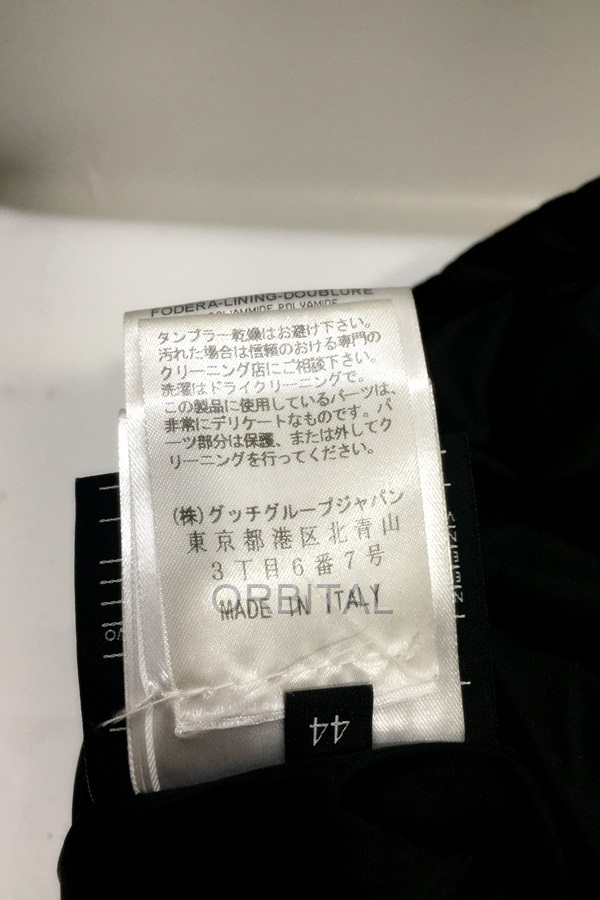 FODERA-LINING-DOUBLURE
タンブラー乾燥はお避け下さい。
汚れた場合は信頼のおける専門の
クリーニング店にご相談下さい。
洗濯はドライクリーニングで。
この製品に使用しているパーツは、
非常にデリケートなものです。パ
ーツ部分は保護、または外してク
リーニングを行ってください。
(株)グッチグループジャパン
東京都港区北青山
3丁目6番7号
ORBITAL
MADE IN ITALY
44